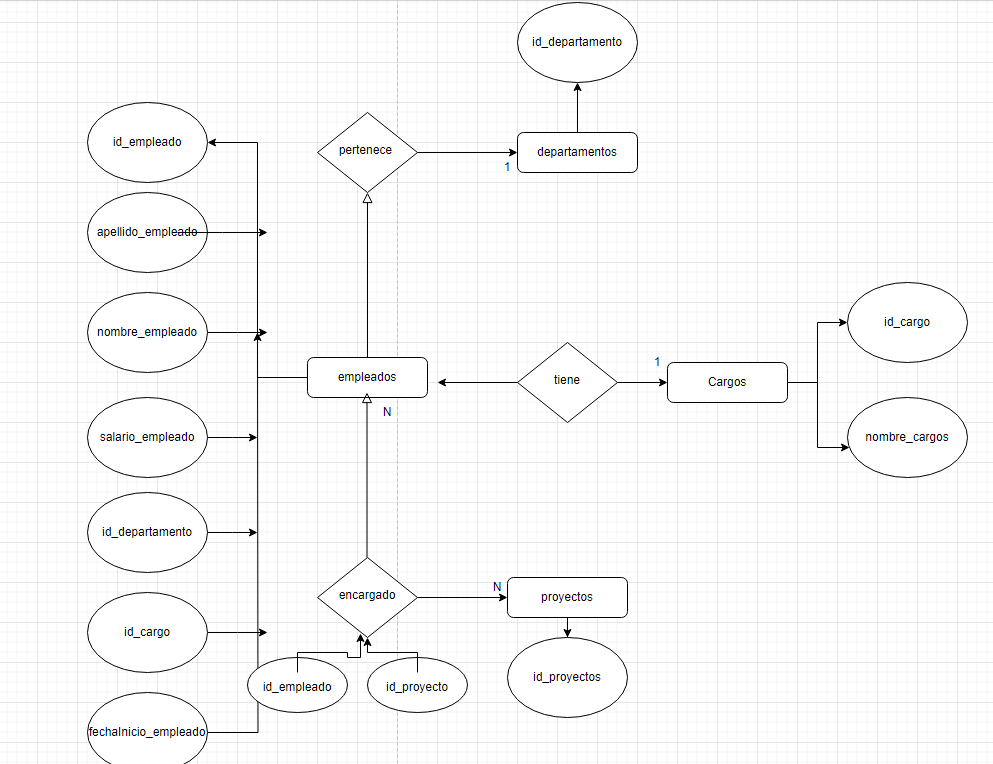 id_departamento
id_empleado
pertenece
departamentos
1
apellido_empleado
id_cargo
nombre_empleado
1
empleados
tiene
Cargos
N
salario_empleado
nombre_cargos
id_departamento
N
encargado
proyectos
id_cargo
id_empleado
id_proyecto
id_proyectos
fechaInicio_empleado